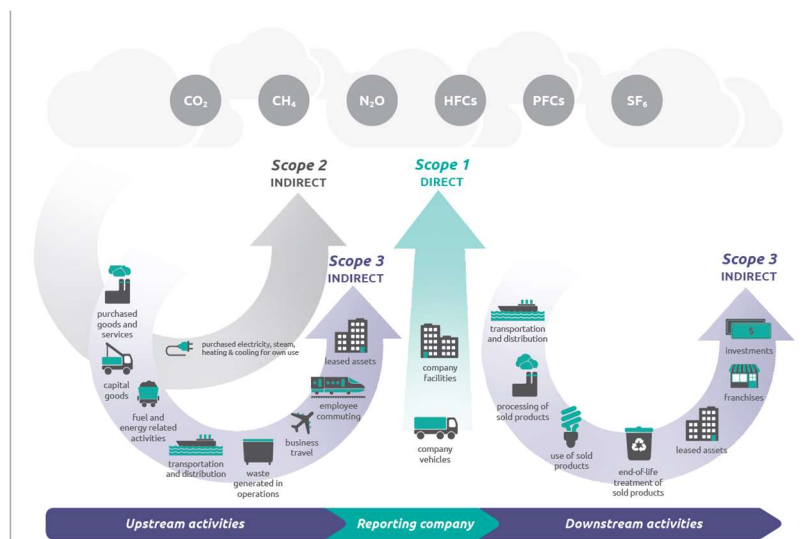 CO₂
CH₄
N₂O
HFCs
PFCs
SF₆
Scope 2
INDIRECT
Scope 1
DIRECT
Scope 3
INDIRECT
Scope 3
INDIRECT
purchased
goods and
services
capital
goods
fuel and
energy related
activities
transportation
and distribution
waste
generated in
operations
business
travel
employee
commuting
leased assets
purchased electricity, steam,
heating & cooling for own use
company
facilities
company
vehicles
transportation
and distribution
processing of
sold products
use of sold
products
end-of-life
treatment of
sold products
leased assets
franchises
$
investments
Upstream activities
Reporting company
Downstream activities